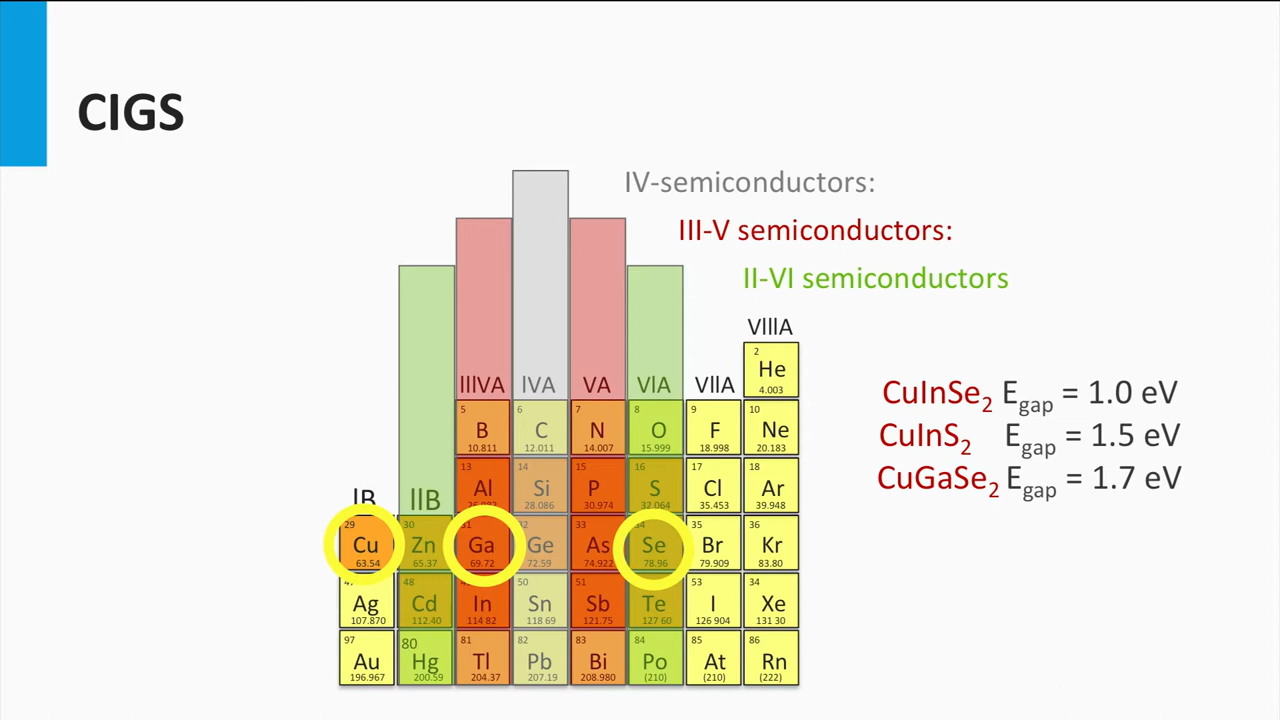 CIGS
IV-semiconductors:
III-V semiconductors:
II-VI semiconductors
VIIIA
2
He
4.003
IIIVA IVA VA VIA VIIA
5 6 7 8 9 10
B C N O F Ne
10.811 12.011 14.007 15.999 18.998 20.183
13 14 15 16 17 18
Al Si P S Cl Ar
28.086 30.974 32.064 35.453 39.948
IB IIB
29 30 31 32 33 34 35 36
Cu Zn Ga Ge As Se Br Kr
63.54 65.37 69.72 72.59 74.922 78.96 79.909 83.80
47 48 50 51 52 53 34
Ag Cd In Sn Sb Te I Xe
107.870 112.40 114 82 118 69 121.75 127 60 126 904 131 30
97 80 81 82 83 84 85 86
Au Hg Tl Pb Bi Po At Rn
196.967 200.59 204.37 207.19 208.980 (210) (210) (222)
CuInSe2 Egap = 1.0 eV
CuInS2 Egap = 1.5 eV
CuGaSe2 Egap = 1.7 eV